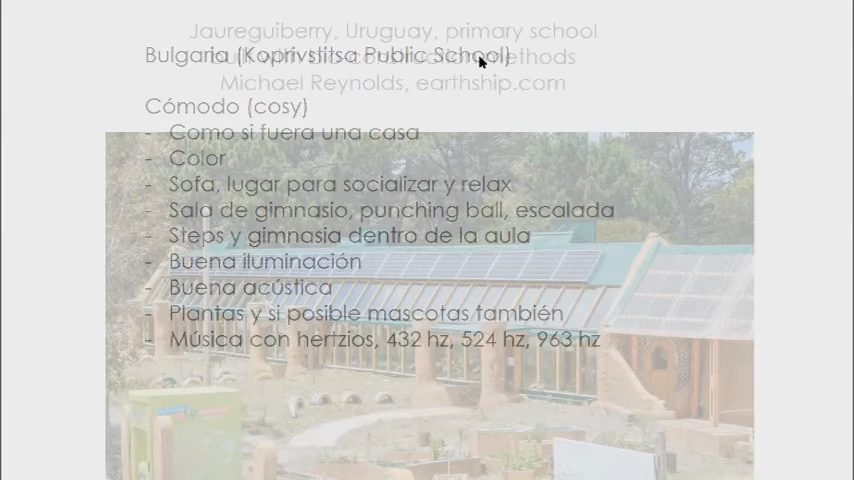 Jaureguiberry, Uruguay, primary school
Bulgaria (Koprivstitsa Public School)
methods
Michael Reynolds, earthship.com
Cómodo (cosy)
- Como si fuera una casa
- Color
- Sofa, lugar para socializar y relax
- Sala de gimnasio, punching ball, escalada
- Steps y gimnasia dentro de la aula
- Buena iluminación
- Buena acústica
- Plantas y si posible mascotas también
- Música con hertzios, 432 hz, 524 hz, 963 hz